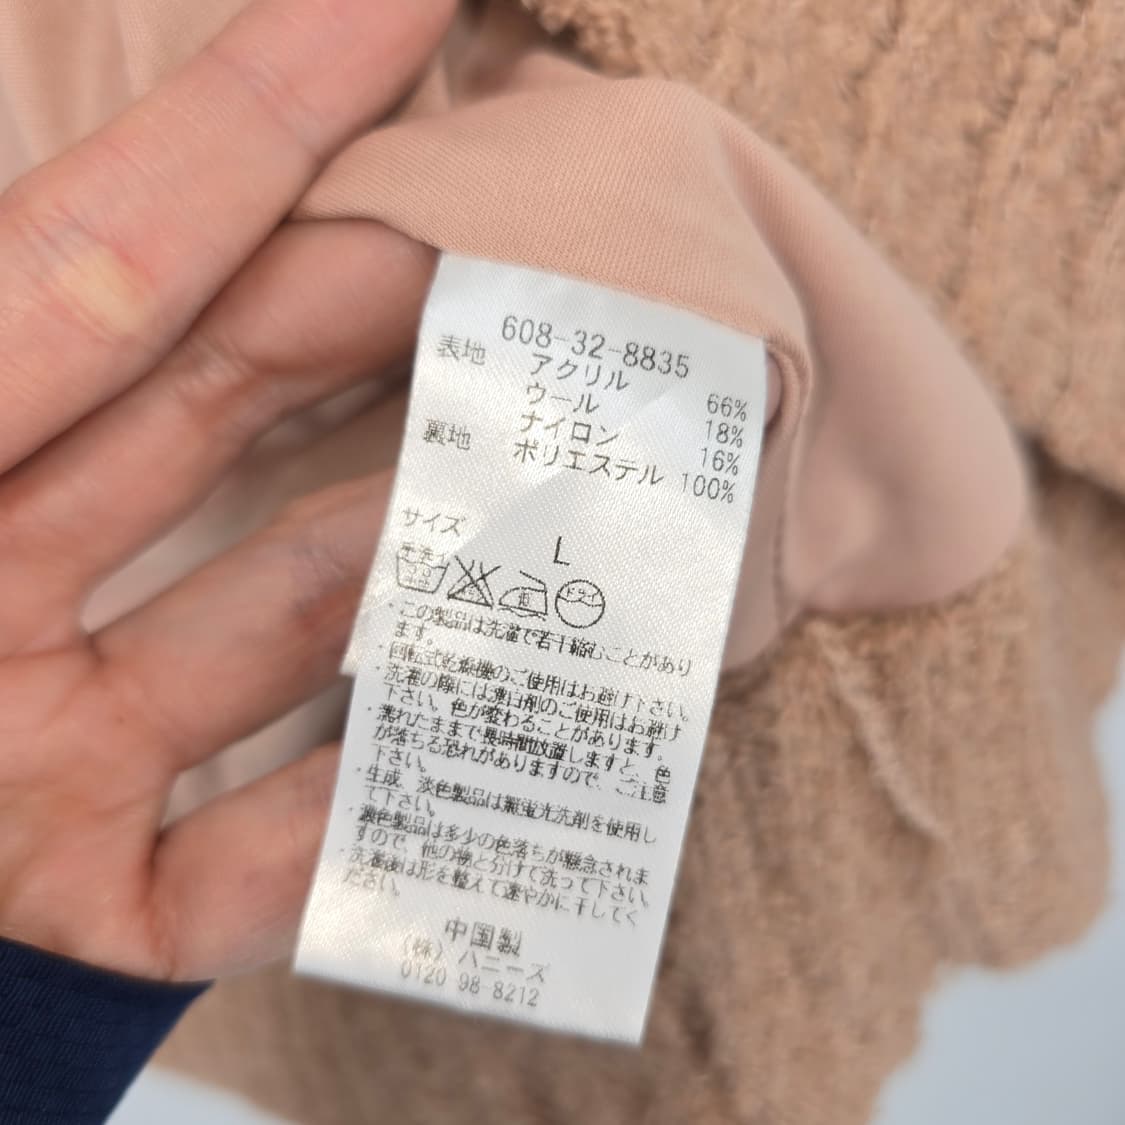 608-32-8835
表地 アクリル 66%
ウール 18%
ナイロン 16%
裏地 ポリエステル 100%
サイズ
L
手洗イ
30 ドライ
・この製品は洗濯で若干縮むことがあり
ます。
・回転式乾燥機のご使用はお避け下さい。
・洗濯の際には漂白剤のご使用はお避け
下さい。色が変わることがあります。
・濡れたままで長時間放置しますと、色
が落ちる恐れがありますので、ご注意
下さい。
・生成、淡色製品は無蛍光洗剤を使用し
て下さい。
・濃色製品は多少の色落ちが懸念されま
すので、他の物と分けて洗って下さい。
・洗濯後は形を整えて速やかに干してく
ださい。
中国製
(株)ハニーズ
0120 98-8212